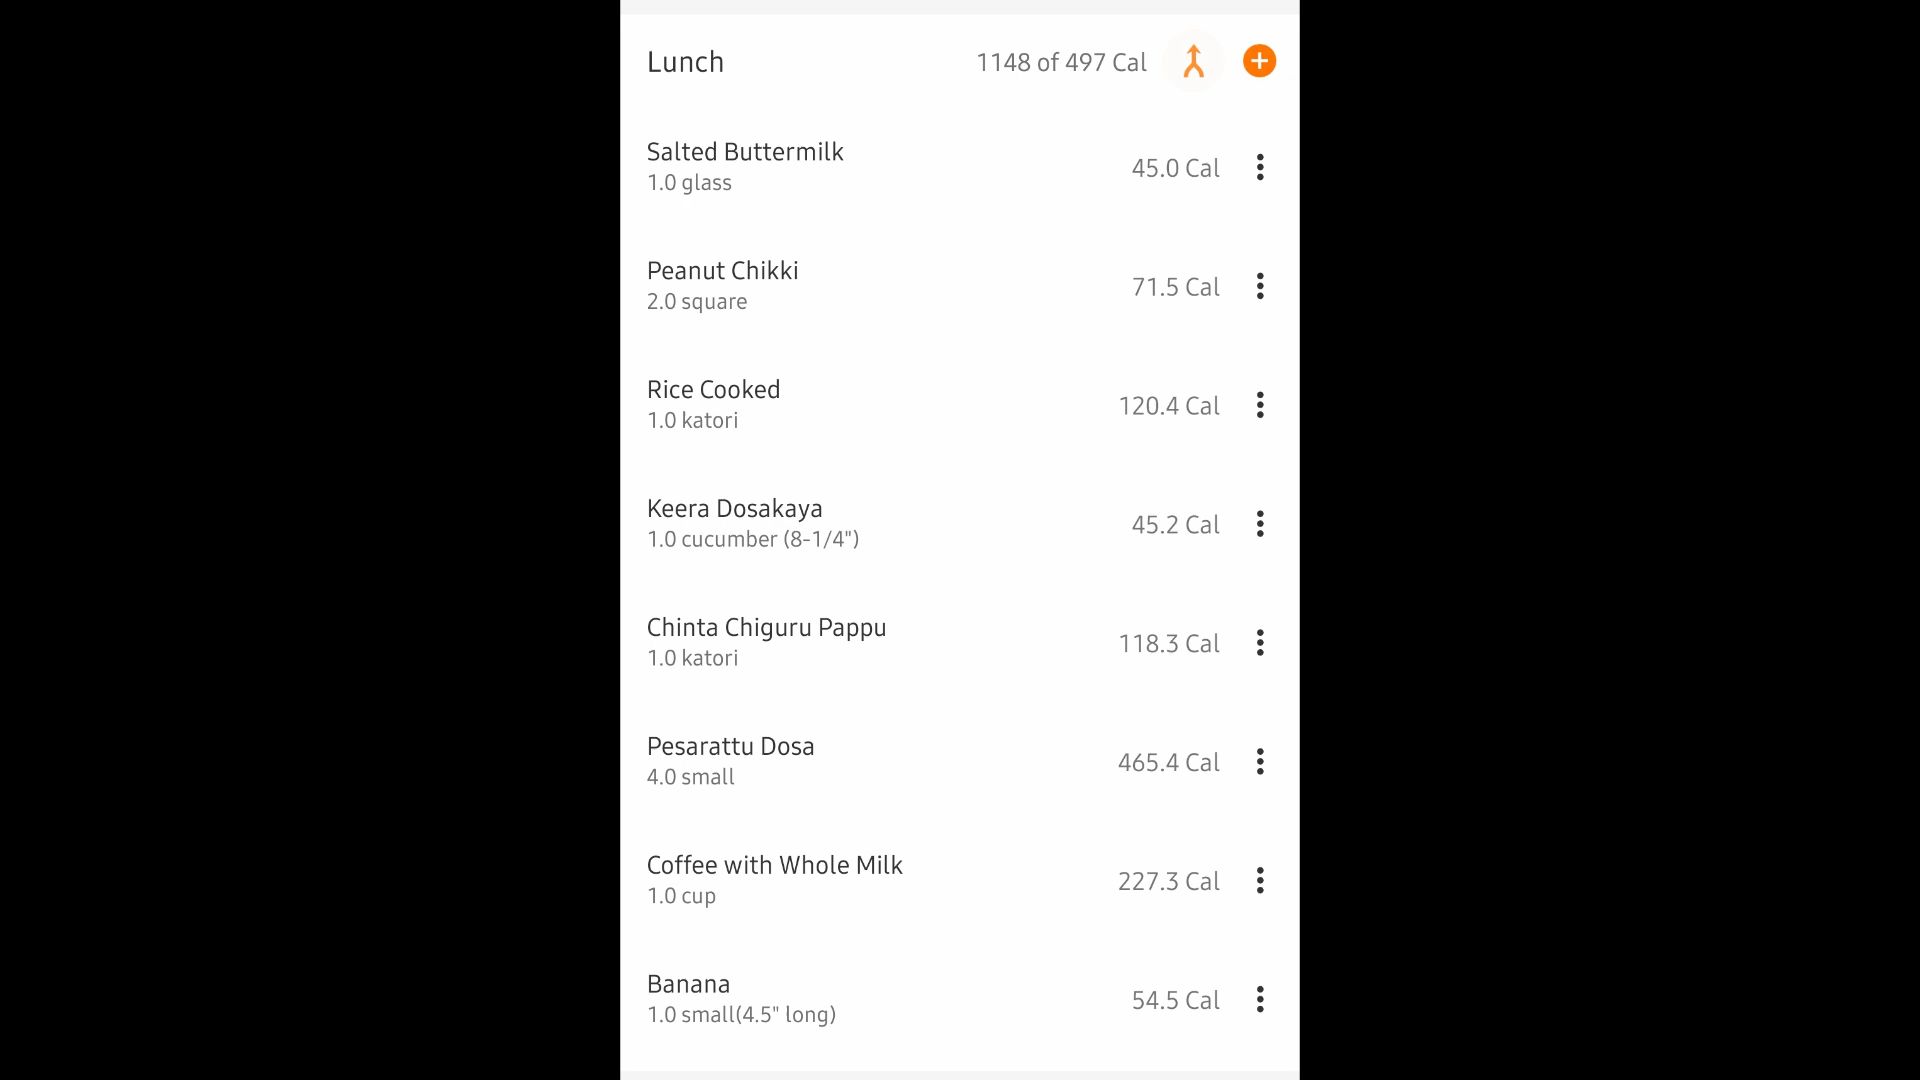 Lunch 1148 of 497 Cal
Salted Buttermilk
1.0 glass
45.0 Cal
Peanut Chikki
2.0 square
71.5 Cal
Rice Cooked
1.0 katori
120.4 Cal
Keera Dosakaya
1.0 cucumber (8-1/4")
45.2 Cal
Chinta Chiguru Pappu
1.0 katori
118.3 Cal
Pesarattu Dosa
4.0 small
465.4 Cal
Coffee with Whole Milk
1.0 cup
227.3 Cal
Banana
1.0 small(4.5" long)
54.5 Cal